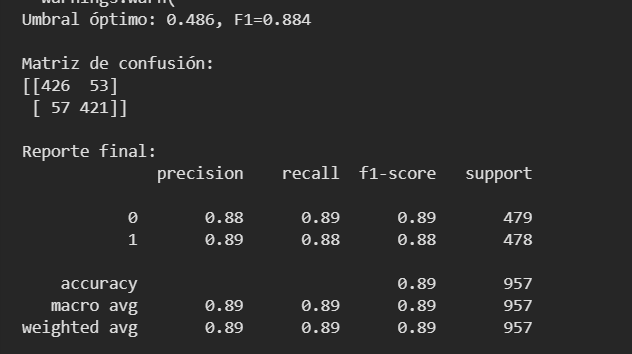 warnings.warn(
Umbral óptimo: 0.486, F1=0.884
Matriz de confusión:
[[426  53]
 [ 57 421]]
Reporte final:
              precision    recall  f1-score   support
           0       0.88      0.89      0.89       479
           1       0.89      0.88      0.88       478
    accuracy                           0.89       957
   macro avg       0.89      0.89      0.89       957
weighted avg       0.89      0.89      0.89       957